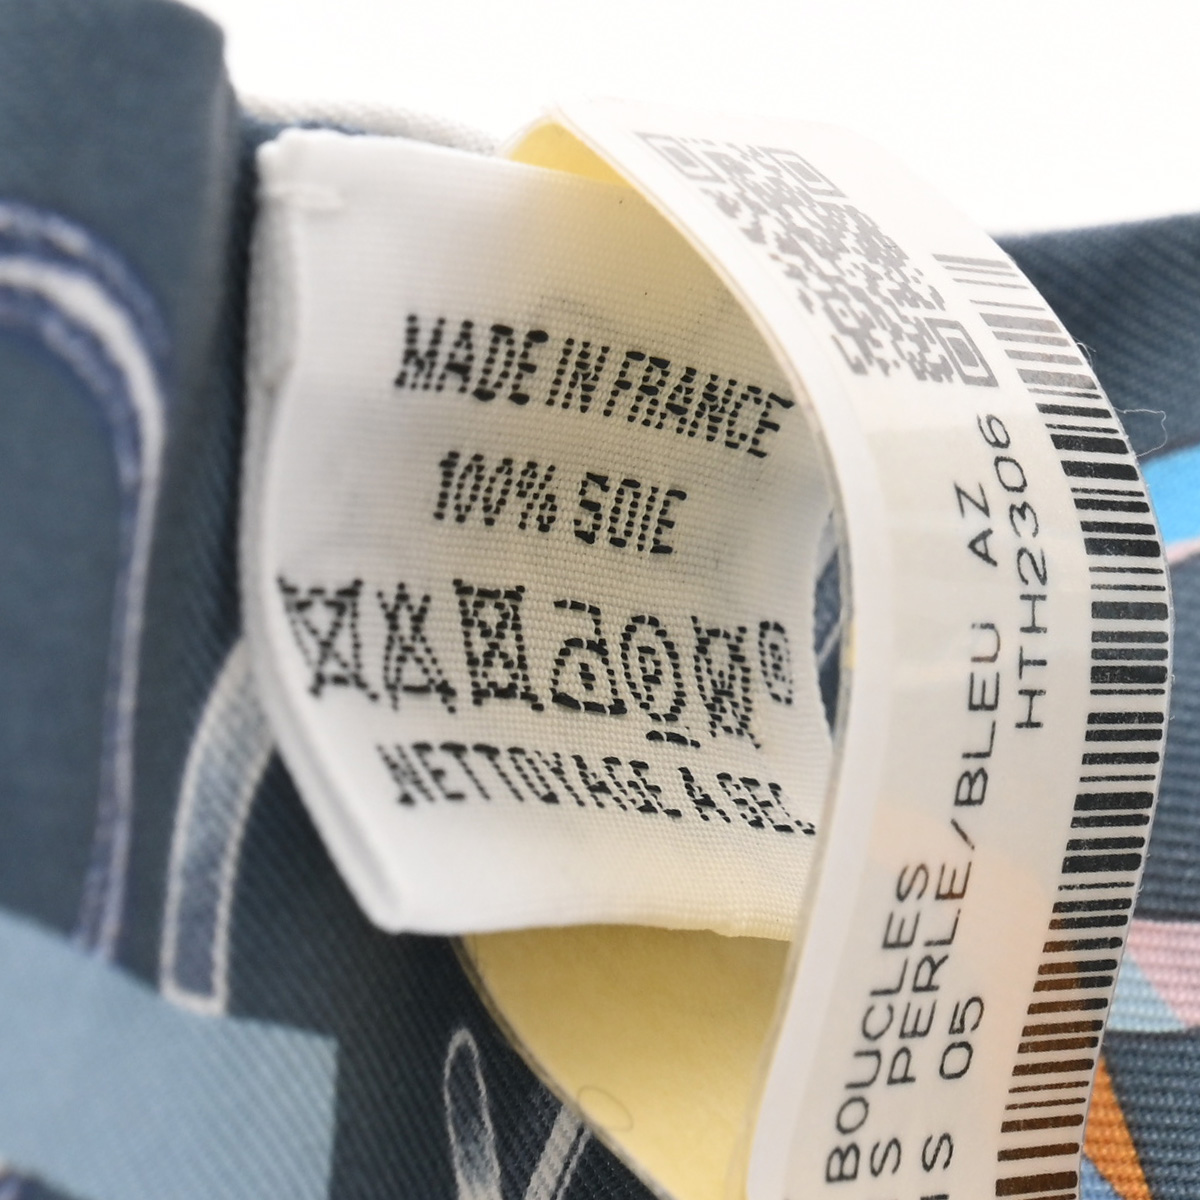 MADE IN FRANCE
100% SOIE
NETTOYAGE A SEC
BOUCLES
S PERLE/BLEU AZ
S 05 HTH2306